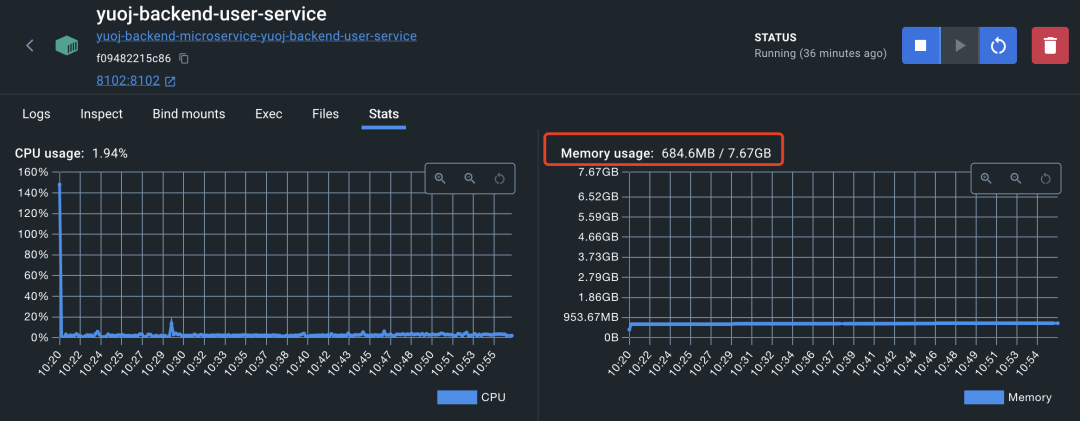 yuoj-backend-user-service
yuoj-backend-microservice-yuoj-backend-user-service
f09482215c86
8102:8102
STATUS
Running (36 minutes ago)
Logs Inspect Bind mounts Exec Files Stats
CPU usage: 1.94%
160%
140%
120%
100%
80%
60%
40%
20%
0%
10:20 10:22 10:24 10:25 10:27 10:29 10:30 10:32 10:34 10:35 10:37 10:38 10:40 10:42 10:43 10:45 10:47 10:48 10:50 10:51 10:53 10:55
CPU
Memory usage: 684.6MB / 7.67GB
7.67GB
6.52GB
5.59GB
4.66GB
3.73GB
2.79GB
1.86GB
953.67MB
0B
10:20 10:22 10:24 10:25 10:27 10:29 10:31 10:32 10:34 10:36 10:37 10:39 10:41 10:42 10:44 10:46 10:48 10:49 10:51 10:53 10:54
Memory